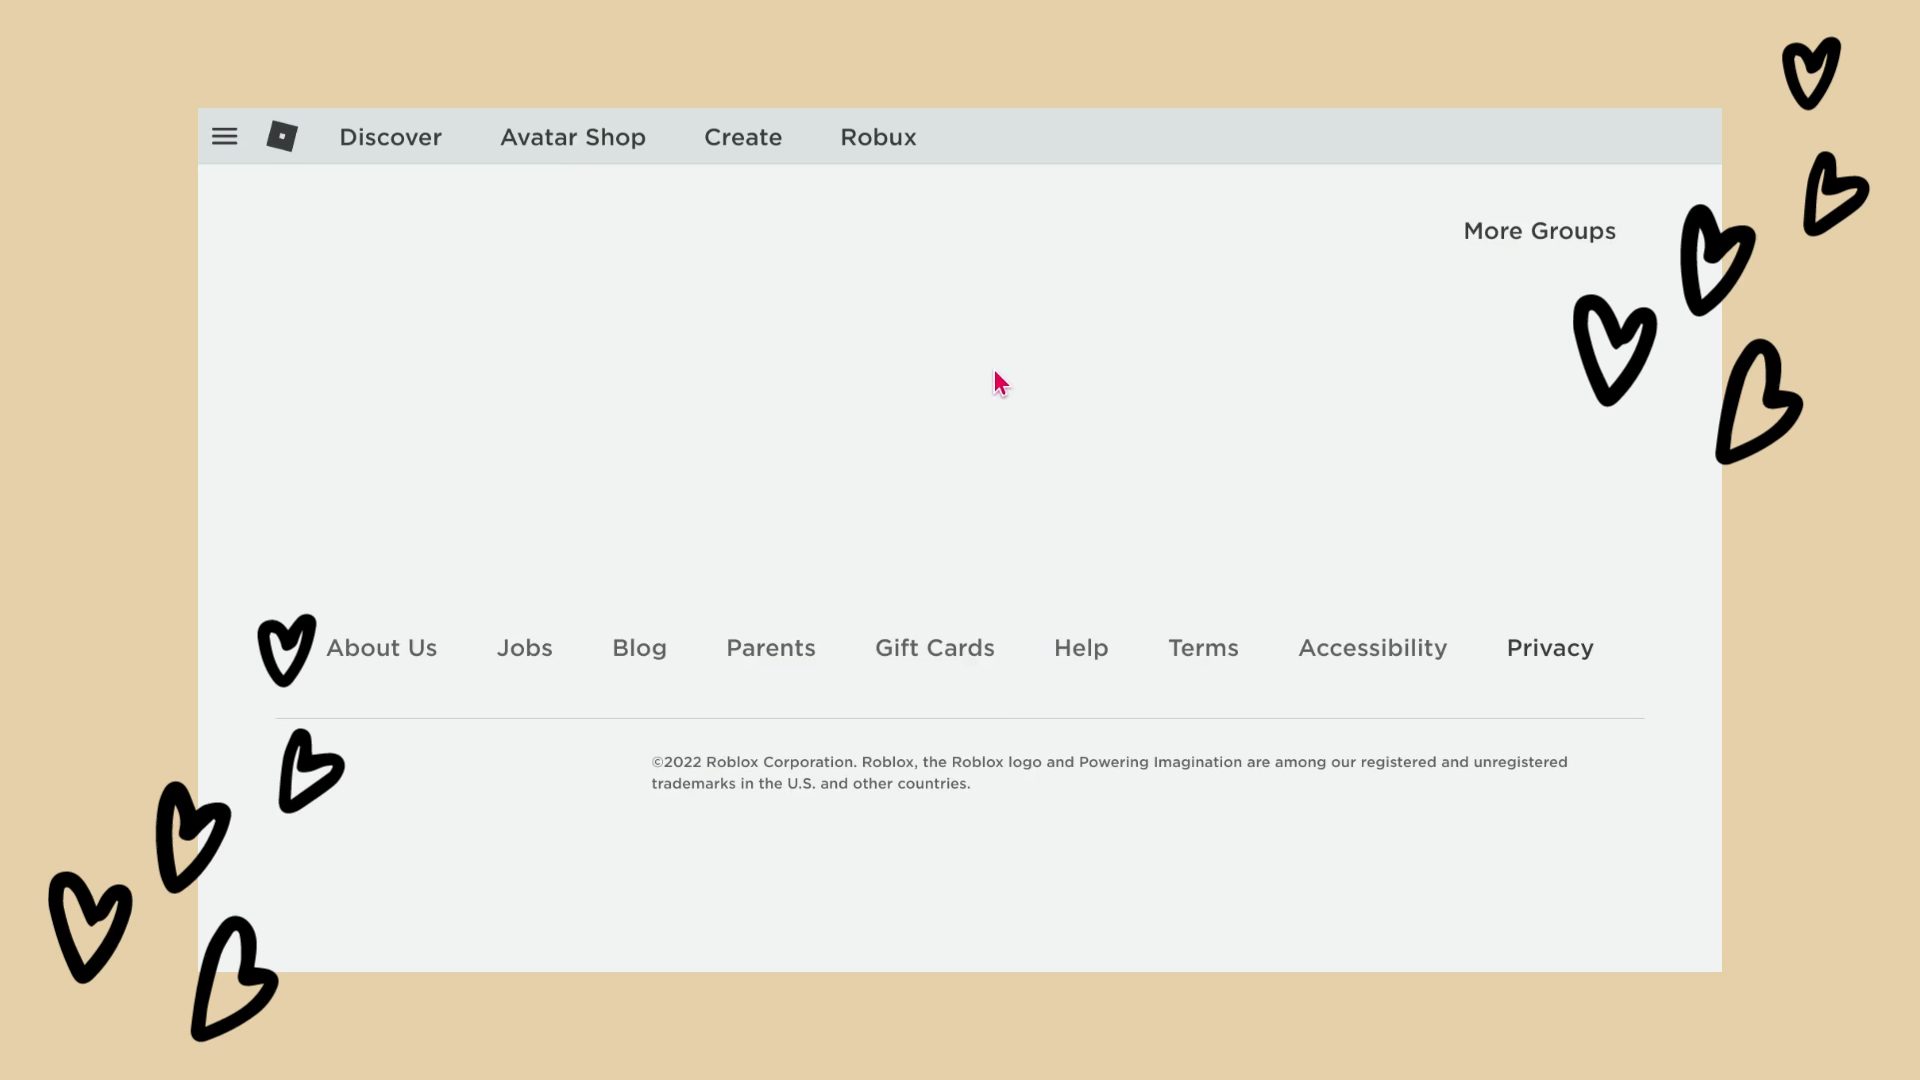 Discover Avatar Shop Create Robux
More Groups
About Us Jobs Blog Parents Gift Cards Help Terms Accessibility Privacy
©2022 Roblox Corporation. Roblox, the Roblox logo and Powering Imagination are among our registered and unregistered
trademarks in the U.S. and other countries.